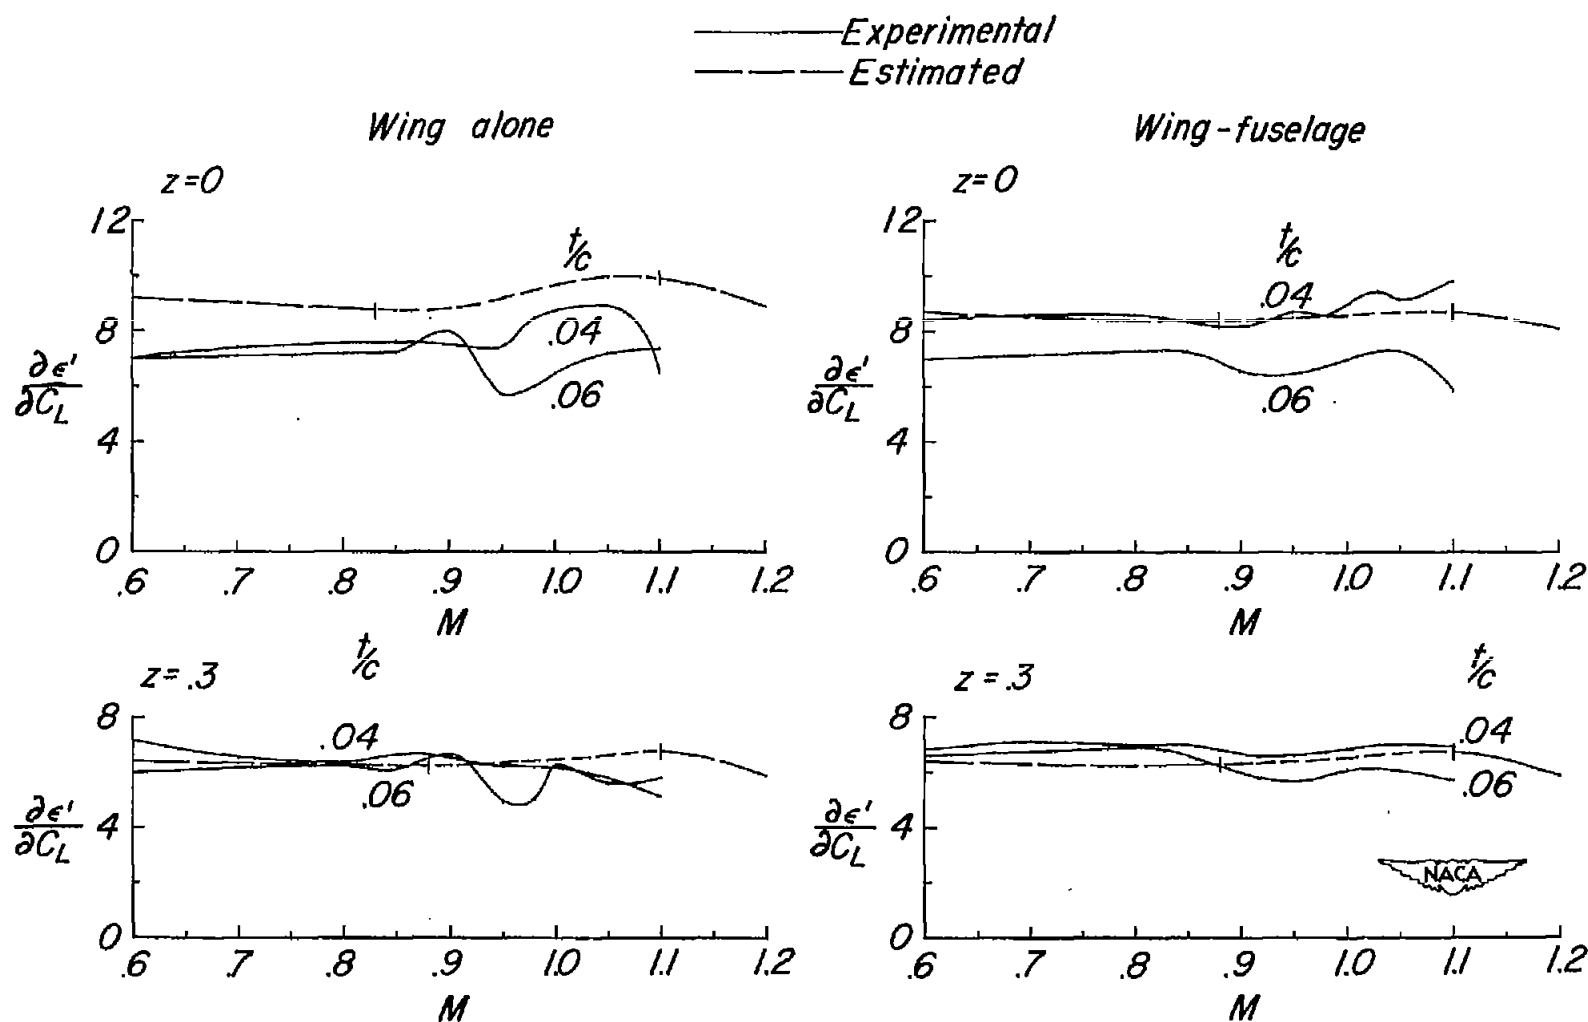 Experimental
Estimated
Wing alone
Wing-fuselage
z=0
z=0
12
8
4
0
t/c
.04
.06
∂ε'/∂C_L
.6 .7 .8 .9 1.0 1.1 1.2
M
12
8
4
0
t/c
.04
.06
∂ε'/∂C_L
.6 .7 .8 .9 1.0 1.1 1.2
M
z=.3
t/c
8
4
0
.04
.06
∂ε'/∂C_L
.6 .7 .8 .9 1.0 1.1 1.2
M
z=.3
t/c
8
4
0
.04
.06
∂ε'/∂C_L
NACA
.6 .7 .8 .9 1.0 1.1 1.2
M